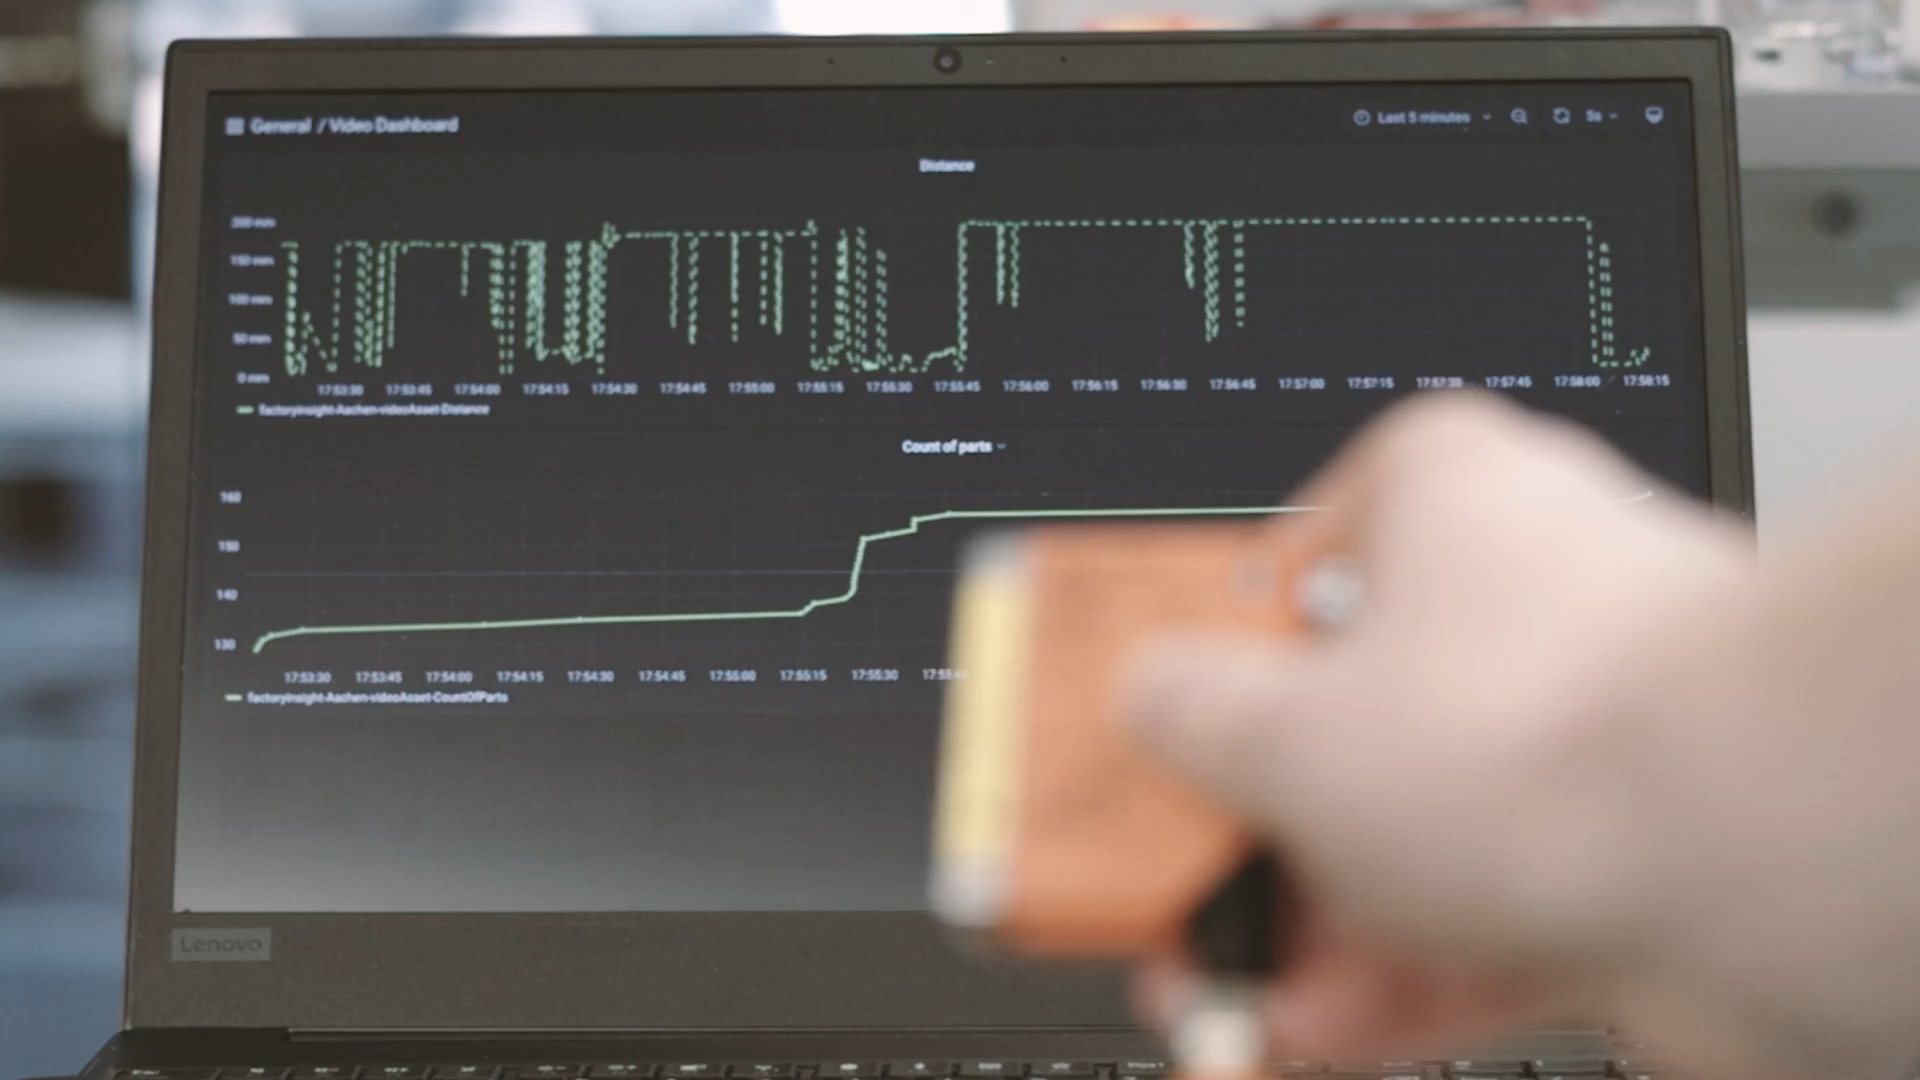 General / Video Dashboard
Last 5 minutes
5s
Distance
200 mm
150 mm
100 mm
50 mm
0 mm
17:53:30 17:53:45 17:54:00 17:54:15 17:54:30 17:54:45 17:55:00 17:55:15 17:55:30 17:55:45 17:56:00 17:56:15 17:56:30 17:56:45 17:57:00 17:57:15 17:57:30 17:57:45 17:58:00 17:58:15
factoryinsight-Aachen-videoAsset-Distance
Count of parts
160
150
140
130
17:53:30 17:53:45 17:54:00 17:54:15 17:54:30 17:54:45 17:55:00 17:55:15 17:55:30
factoryinsight-Aachen-videoAsset-CountOfParts
Lenovo